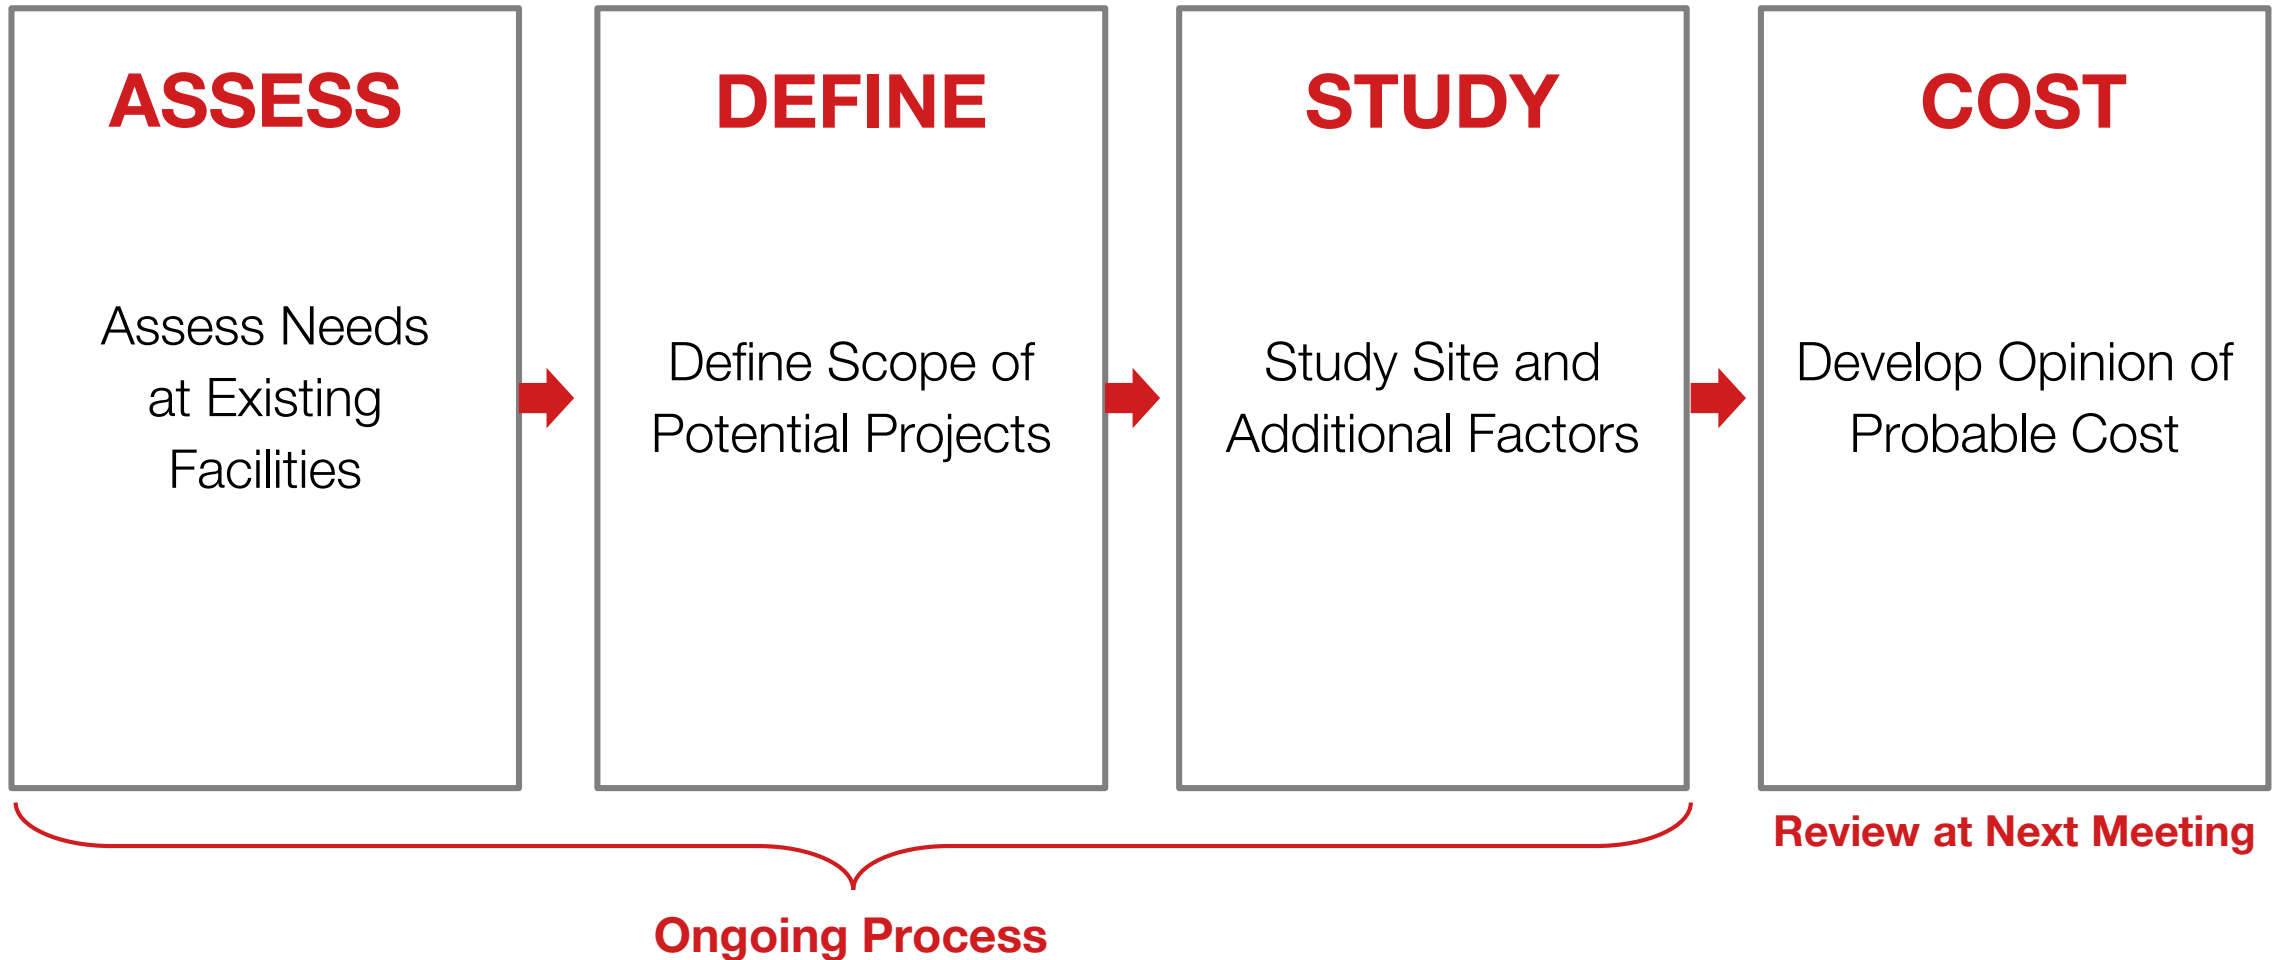 ASSESS
Assess Needs
at Existing
Facilities
DEFINE
Define Scope of
Potential Projects
STUDY
Study Site and
Additional Factors
COST
Develop Opinion of
Probable Cost
Review at Next Meeting
Ongoing Process